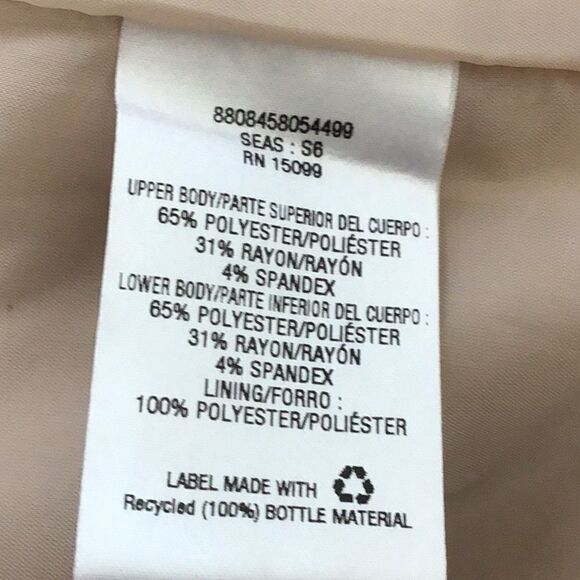 8808458054499
SEAS : S6
RN 15099
UPPER BODY/PARTE SUPERIOR DEL CUERPO :
65% POLYESTER/POLIÉSTER
31% RAYON/RAYÓN
4% SPANDEX
LOWER BODY/PARTE INFERIOR DEL CUERPO :
65% POLYESTER/POLIÉSTER
31% RAYON/RAYÓN
4% SPANDEX
LINING/FORRO :
100% POLYESTER/POLIÉSTER
LABEL MADE WITH
Recycled (100%) BOTTLE MATERIAL